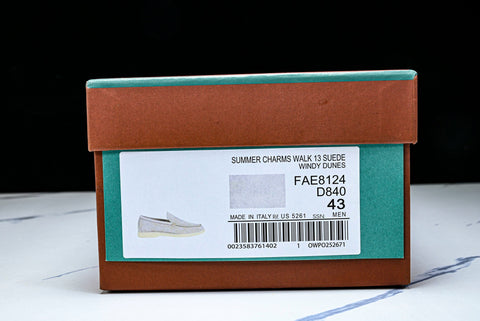 SUMMER CHARMS WALK 13 SUEDE
WINDY DUNES
FAE8124
D840
43
MADE IN ITALY IM. US 5261 SSN. MEN
0023583761402 1 OWPO252671